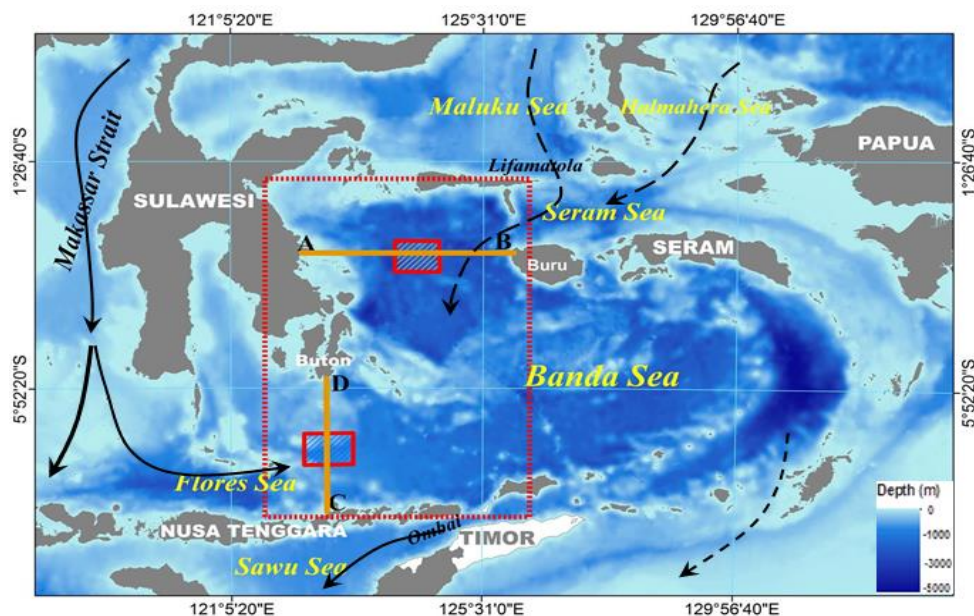 121°5'20"E 125°31'0"E 129°56'40"E
Maluku Sea
Halmahera Sea
PAPUA
1°26'40"S
1°26'40"S
Lifamatola
Makassar Strait
SULAWESI
Seram Sea
A
B
SERAM
Buru
Buton
D
Banda Sea
5°52'20"S
5°52'20"S
Flores Sea
C
NUSA TENGGARA
Ombai
TIMOR
Sawu Sea
Depth (m)
0
-1000
-3000
-5000
121°5'20"E 125°31'0"E 129°56'40"E